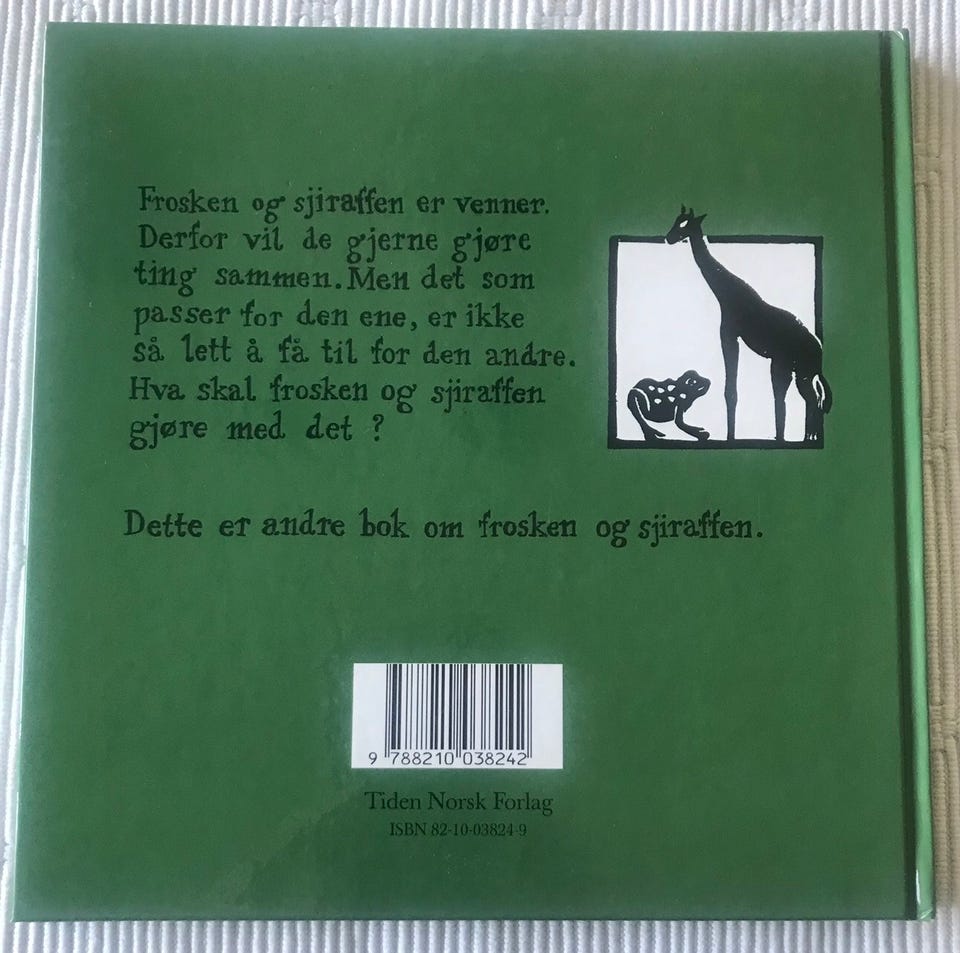 Frosken og sjiraffen er venner.
Derfor vil de gjerne gjøre
ting sammen. Men det som
passer for den ene, er ikke
så lett å få til for den andre.
Hva skal frosken og sjiraffen
gjøre med det ?
Dette er andre bok om frosken og sjiraffen.
9 788210 038242
Tiden Norsk Forlag
ISBN 82-10-03824-9